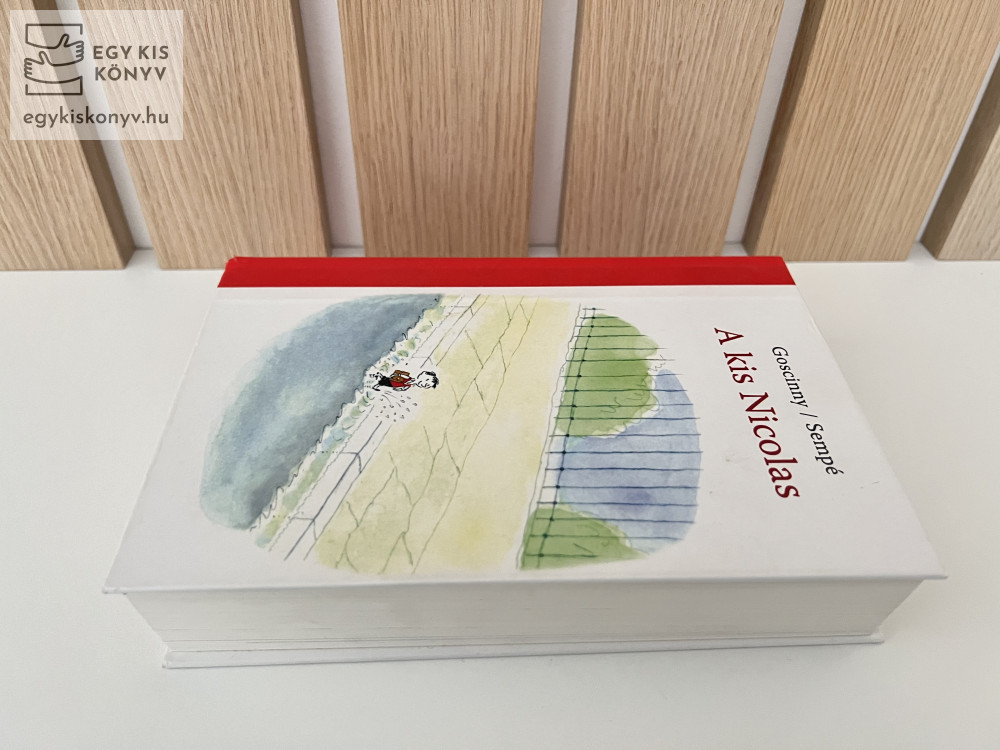 EGY KIS
KÖNYV
egykiskonyv.hu
Goscinny / Sempé
A kis Nicolas